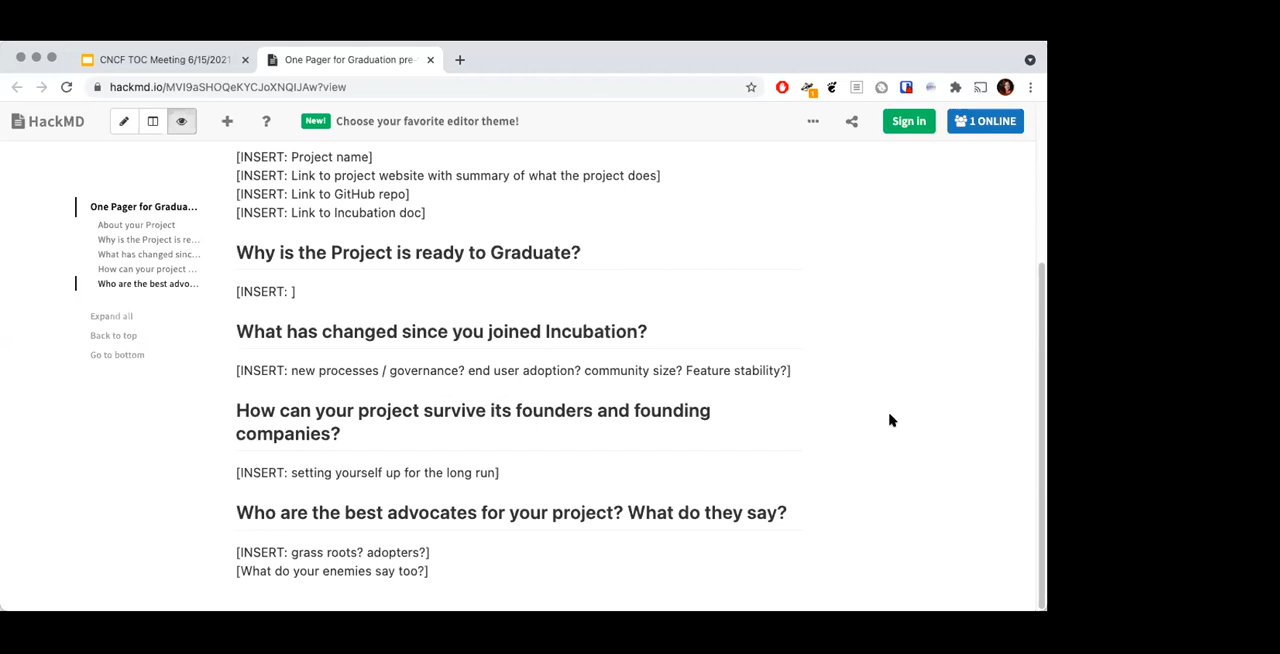 CNCF TOC Meeting 6/15/2021
One Pager for Graduation pre-
hackmd.io/MVI9aSHOQeKYCJoXNQIJAw?view
HackMD
New! Choose your favorite editor theme!
Sign in
1 ONLINE
One Pager for Gradua...
About your Project
Why is the Project is re...
What has changed sinc...
How can your project ...
Who are the best advo...
Expand all
Back to top
Go to bottom
[INSERT: Project name]
[INSERT: Link to project website with summary of what the project does]
[INSERT: Link to GitHub repo]
[INSERT: Link to Incubation doc]
Why is the Project is ready to Graduate?
[INSERT: ]
What has changed since you joined Incubation?
[INSERT: new processes / governance? end user adoption? community size? Feature stability?]
How can your project survive its founders and founding
companies?
[INSERT: setting yourself up for the long run]
Who are the best advocates for your project? What do they say?
[INSERT: grass roots? adopters?]
[What do your enemies say too?]